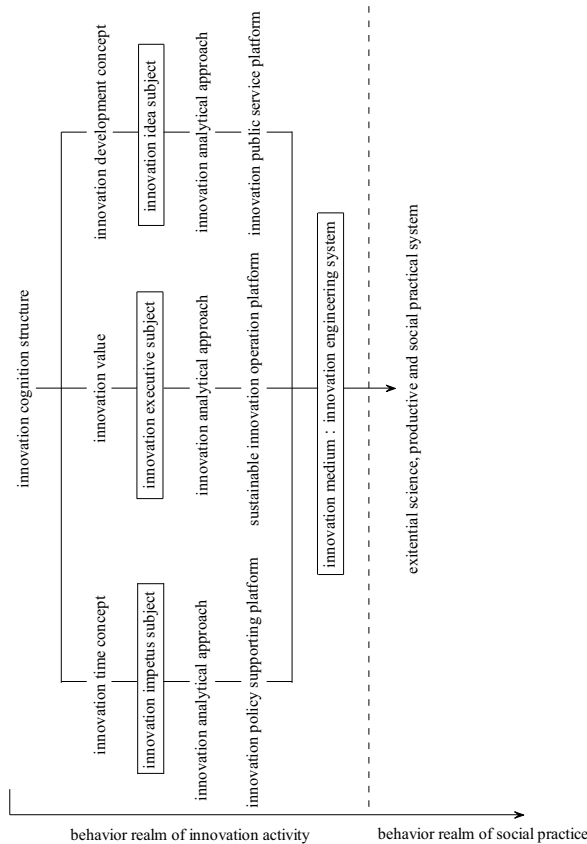 innovation cognition structure
innovation development concept
innovation idea subject
innovation analytical approach
innovation public service platform
innovation value
innovation executive subject
innovation analytical approach
sustainable innovation operation platform
innovation time concept
innovation impetus subject
innovation analytical approach
innovation policy supporting platform
innovation medium：innovation engineering system
exitential science, productive and social practical system
behavior realm of innovation activity
behavior realm of social practice